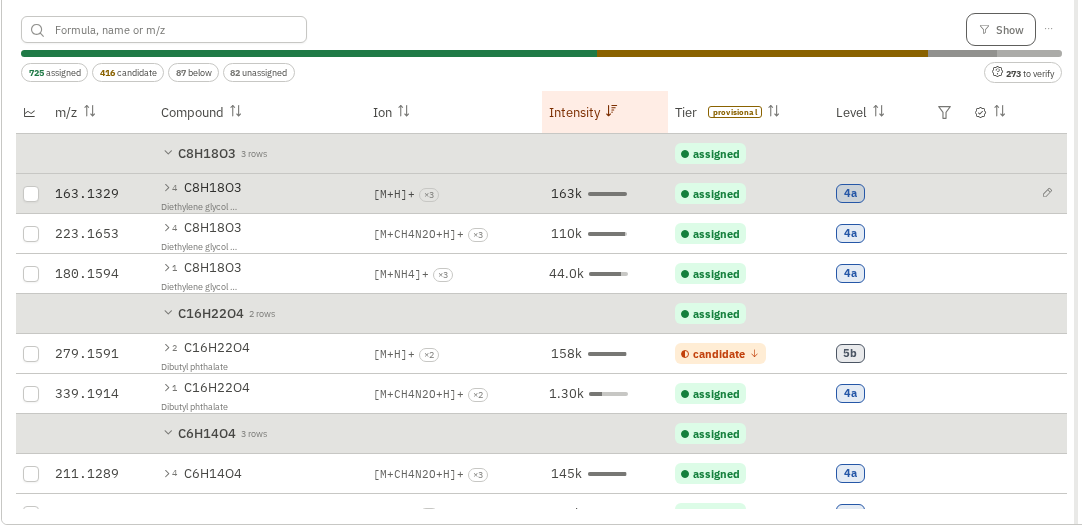 Formula, name or m/z
Show ...
725 assigned 416 candidate 87 below 82 unassigned 273 to verify
m/z Compound Ion Intensity Tier provisional Level
C8H18O3 3 rows assigned
163.1329 4 C8H18O3 [M+H]+ ×3 163k assigned 4a
Diethylene glycol ...
223.1653 4 C8H18O3 [M+CH4N2O+H]+ ×3 110k assigned 4a
Diethylene glycol ...
180.1594 1 C8H18O3 [M+NH4]+ ×3 44.0k assigned 4a
Diethylene glycol ...
C16H22O4 2 rows assigned
279.1591 2 C16H22O4 [M+H]+ ×2 158k candidate ↓ 5b
Dibutyl phthalate
339.1914 1 C16H22O4 [M+CH4N2O+H]+ ×2 1.30k assigned 4a
Dibutyl phthalate
C6H14O4 3 rows assigned
211.1289 4 C6H14O4 [M+CH4N2O+H]+ ×3 145k assigned 4a